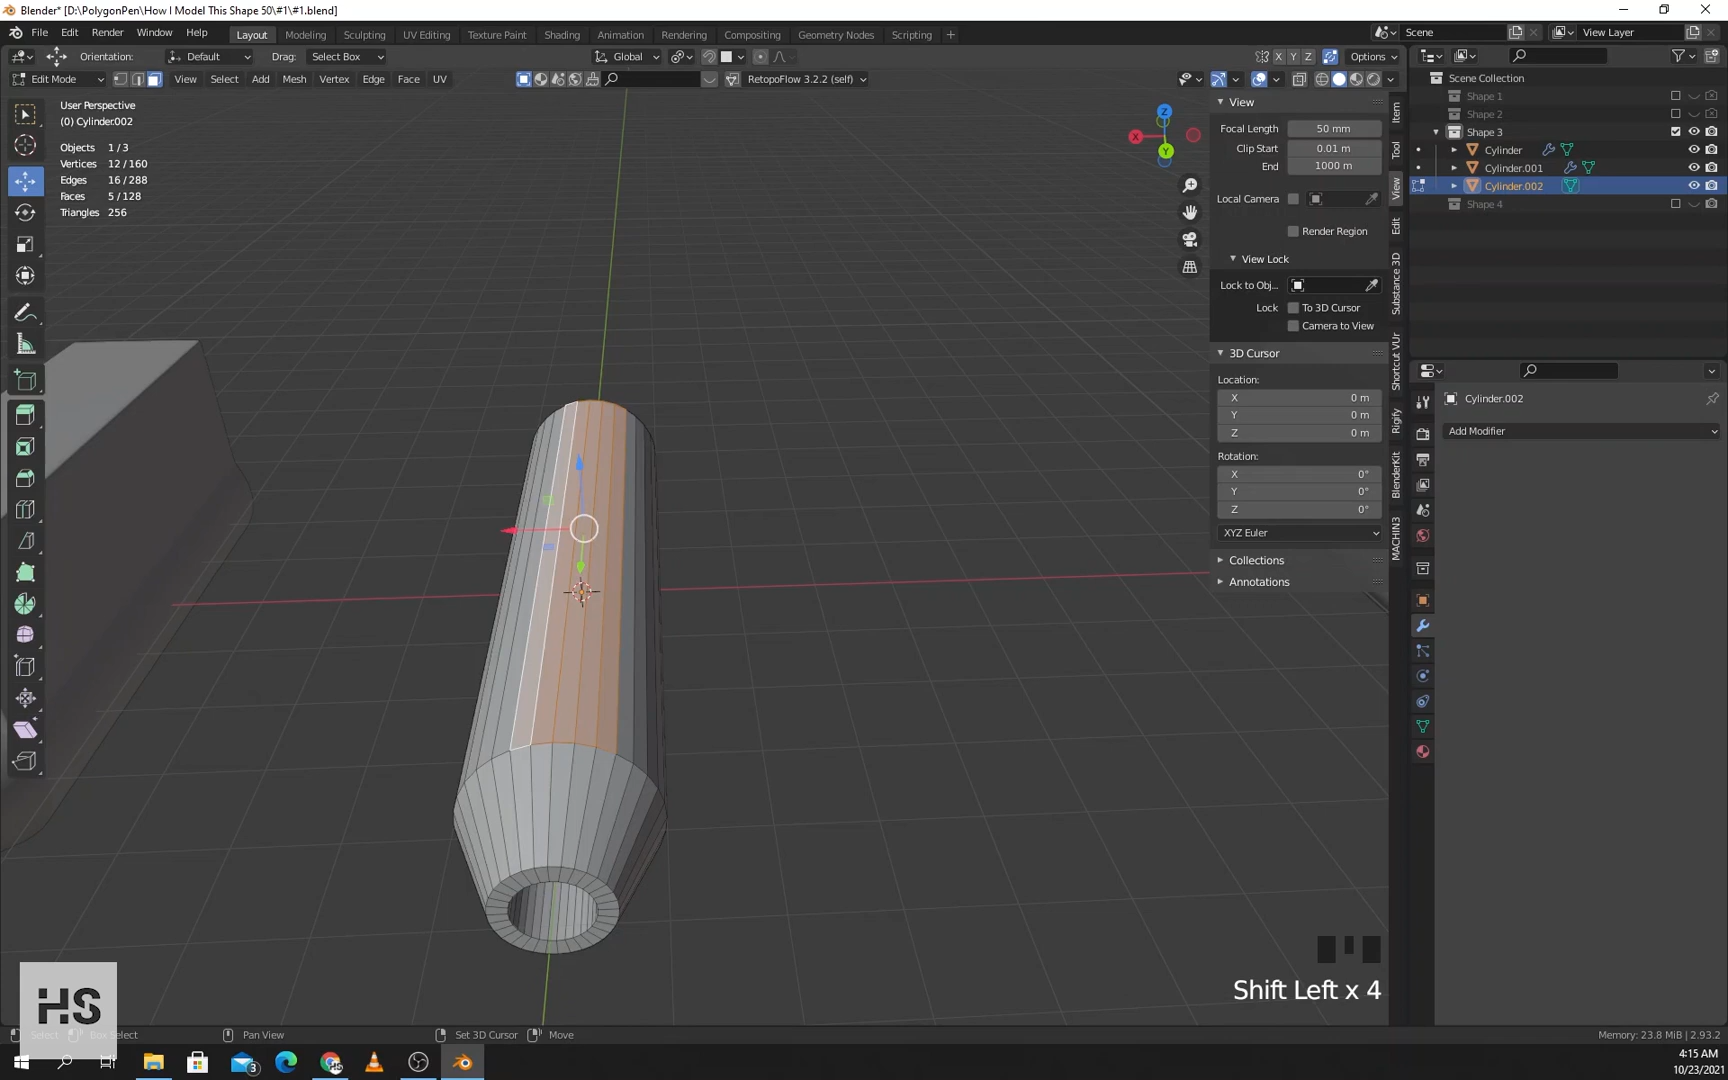 Blender* [D:\PolygonPen\How I Model This Shape 50\#1\#1.blend]
File Edit Render Window Help Layout Modeling Sculpting UV Editing Texture Paint Shading Animation Rendering Compositing Geometry Nodes Scripting + Scene View Layer
Orientation: Default Drag: Select Box Global X Y Z Options
Edit Mode View Select Add Mesh Vertex Edge Face UV RetopoFlow 3.2.2 (self)
User Perspective
(0) Cylinder.002
Objects 1/3
Vertices 12/160
Edges 16/288
Faces 5/128
Triangles 256
Z
X
Y
View
Focal Length 50 mm
Clip Start 0.01 m
End 1000 m
Local Camera
Render Region
View Lock
Lock to Obj...
Lock To 3D Cursor
Camera to View
3D Cursor
Location:
X 0 m
Y 0 m
Z 0 m
Rotation:
X 0°
Y 0°
Z 0°
XYZ Euler
Collections
Annotations
Item
Tool
View
Edit
Substance 3D
Shortcut VUr
Rigify
BlenderKit
MACHIN3
Scene Collection
Shape 1
Shape 2
Shape 3
Cylinder
Cylinder.001
Cylinder.002
Shape 4
Cylinder.002
Add Modifier
Shift Left x 4
HS
Select Box Select Pan View Set 3D Cursor Move Memory: 23.8 MiB | 2.93.2
3
4:15 AM
10/23/2021